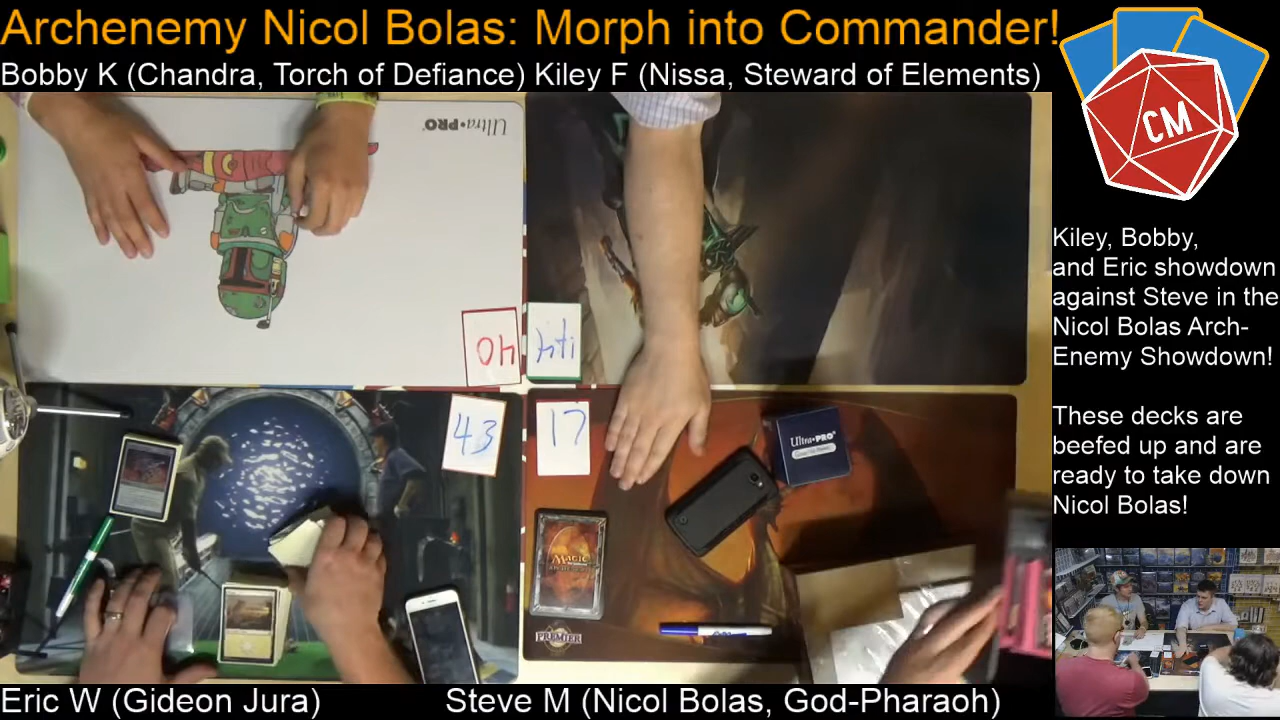 Archenemy Nicol Bolas: Morph into Commander!
Bobby K (Chandra, Torch of Defiance) Kiley F (Nissa, Steward of Elements)
CM
Ultra•PRO
40
43
17
Ultra•PRO
MAGIC
PREMIER
Kiley, Bobby,
and Eric showdown
against Steve in the
Nicol Bolas Arch-
Enemy Showdown!
These decks are
beefed up and are
ready to take down
Nicol Bolas!
Eric W (Gideon Jura)
Steve M (Nicol Bolas, God-Pharaoh)